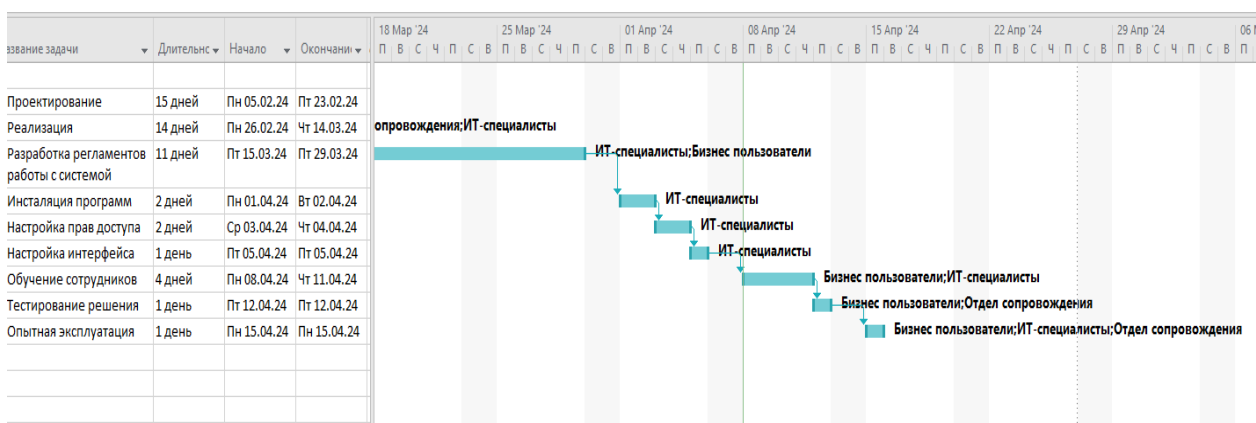 18 Мар '24 25 Мар '24 01 Апр '24 08 Апр '24 15 Апр '24 22 Апр '24 29 Апр '24
азвание задачи Длительнс Начало Окончани П В С Ч П С В П В С Ч П С В П В С Ч П С В П В С Ч П С В П В С Ч П С В П В С Ч П С В П В С Ч П С В П
Проектирование 15 дней Пн 05.02.24 Пт 23.02.24
Реализация 14 дней Пн 26.02.24 Чт 14.03.24 опровождения;ИТ-специалисты
Разработка регламентов 11 дней Пт 15.03.24 Пт 29.03.24 ИТ-специалисты;Бизнес пользователи
работы с системой
Инсталяция программ 2 дней Пн 01.04.24 Вт 02.04.24 ИТ-специалисты
Настройка прав доступа 2 дней Ср 03.04.24 Чт 04.04.24 ИТ-специалисты
Настройка интерфейса 1 день Пт 05.04.24 Пт 05.04.24 ИТ-специалисты
Обучение сотрудников 4 дней Пн 08.04.24 Чт 11.04.24 Бизнес пользователи;ИТ-специалисты
Тестирование решения 1 день Пт 12.04.24 Пт 12.04.24 Бизнес пользователи;Отдел сопровождения
Опытная эксплуатация 1 день Пн 15.04.24 Пн 15.04.24 Бизнес пользователи;ИТ-специалисты;Отдел сопровождения